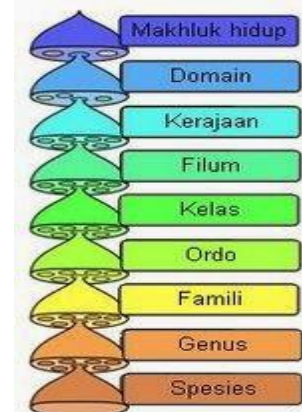 Makhluk hidup
Domain
Kerajaan
Filum
Kelas
Ordo
Famili
Genus
Spesies